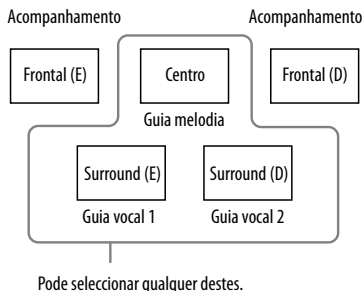 Acompanhamento Acompanhamento
Frontal (E) Centro Frontal (D)
Guia melodia
Surround (E) Surround (D)
Guia vocal 1 Guia vocal 2
Pode seleccionar qualquer destes.